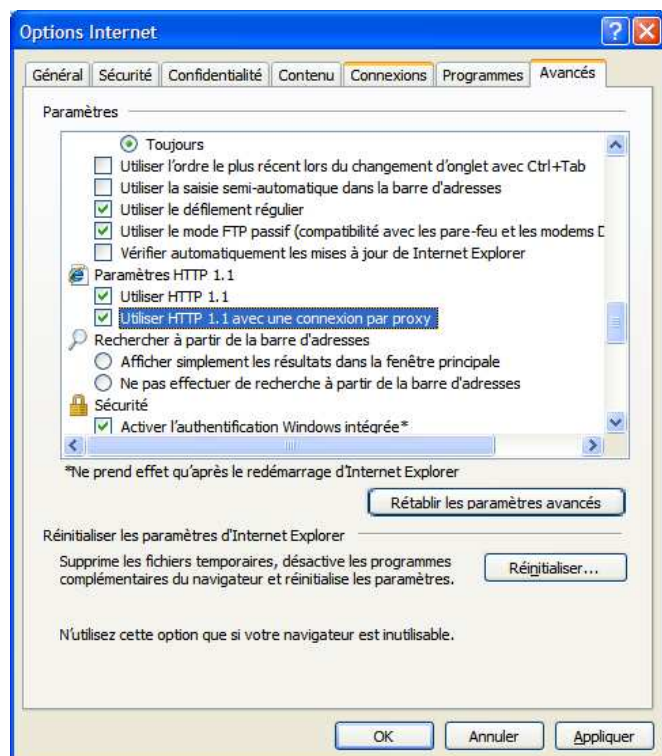 Options Internet
Général Sécurité Confidentialité Contenu Connexions Programmes Avancés
Paramètres
Toujours
Utiliser l'ordre le plus récent lors du changement d'onglet avec Ctrl+Tab
Utiliser la saisie semi-automatique dans la barre d'adresses
Utiliser le défilement régulier
Utiliser le mode FTP passif (compatibilité avec les pare-feu et les modems D
Vérifier automatiquement les mises à jour de Internet Explorer
Paramètres HTTP 1.1
Utiliser HTTP 1.1
Utiliser HTTP 1.1 avec une connexion par proxy
Rechercher à partir de la barre d'adresses
Afficher simplement les résultats dans la fenêtre principale
Ne pas effectuer de recherche à partir de la barre d'adresses
Sécurité
Activer l'authentification Windows intégrée*
*Ne prend effet qu'après le redémarrage d'Internet Explorer
Rétablir les paramètres avancés
Réinitialiser les paramètres d'Internet Explorer
Supprime les fichiers temporaires, désactive les programmes
complémentaires du navigateur et réinitialise les paramètres.
Réinitialiser...
N'utilisez cette option que si votre navigateur est inutilisable.
OK Annuler Appliquer